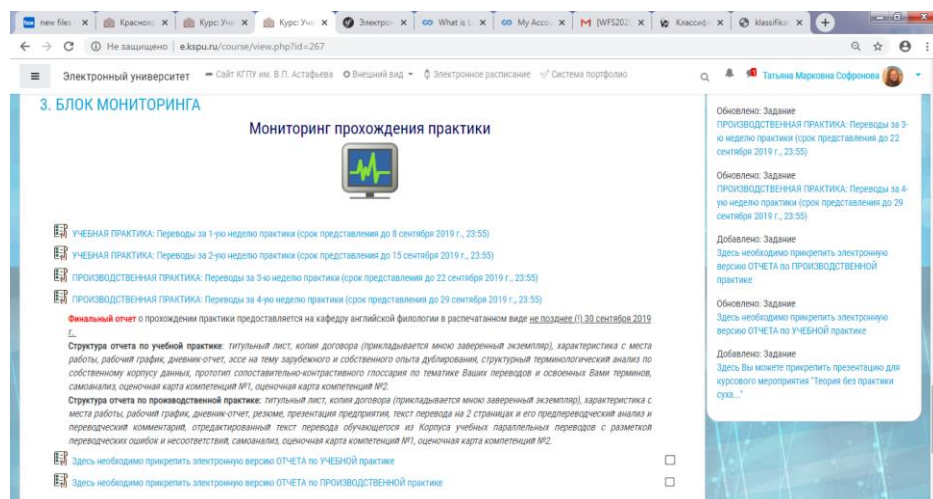 new files
Краснояр
Курс: Учеб
Курс: Учеб
Электрон
What is L
My Accou
[WFS2020
Классиф
klassifikat
Не защищено | e.kspu.ru/course/view.php?id=267
Электронный университет
Сайт КГПУ им. В.П. Астафьева
Внешний вид
Электронное расписание
Система портфолио
Татьяна Марковна Софронова
3. БЛОК МОНИТОРИНГА
Мониторинг прохождения практики
УЧЕБНАЯ ПРАКТИКА: Переводы за 1-ую неделю практики (срок представления до 8 сентября 2019 г., 23:55)
УЧЕБНАЯ ПРАКТИКА: Переводы за 2-ую неделю практики (срок представления до 15 сентября 2019 г., 23:55)
ПРОИЗВОДСТВЕННАЯ ПРАКТИКА: Переводы за 3-ю неделю практики (срок представления до 22 сентября 2019 г., 23:55)
ПРОИЗВОДСТВЕННАЯ ПРАКТИКА: Переводы за 4-ую неделю практики (срок представления до 29 сентября 2019 г., 23:55)
Финальный отчет о прохождении практики предоставляется на кафедру английской филологии в распечатанном виде не позднее (!) 30 сентября 2019
г.
Структура отчета по учебной практике: титульный лист, копия договора (прикладывается мною заверенный экземпляр), характеристика с места
работы, рабочий график, дневник-отчет, эссе на тему зарубежного и собственного опыта дублирования, структурный терминологический анализ по
собственному корпусу данных, прототип сопоставительно-контрастивного глоссария по тематике Ваших переводов и освоенных Вами терминов,
самоанализ, оценочная карта компетенций №1, оценочная карта компетенций №2.
Структура отчета по производственной практике: титульный лист, копия договора (прикладывается мною заверенный экземпляр), характеристика с
места работы, рабочий график, дневник-отчет, резюме, презентация предприятия, текст перевода на 2 страницах и его предпереводческий анализ и
переводческий комментарий, отредактированный текст перевода обучающегося из Корпуса учебных параллельных переводов с разметкой
переводческих ошибок и несоответствий, самоанализ, оценочная карта компетенций №1, оценочная карта компетенций №2.
Здесь необходимо прикрепить электронную версию ОТЧЕТА по УЧЕБНОЙ практике
Здесь необходимо прикрепить электронную версию ОТЧЕТА по ПРОИЗВОДСТВЕННОЙ практике
Обновлено: Задание
ПРОИЗВОДСТВЕННАЯ ПРАКТИКА: Переводы за 3-
ю неделю практики (срок представления до 22
сентября 2019 г., 23:55)
Обновлено: Задание
ПРОИЗВОДСТВЕННАЯ ПРАКТИКА: Переводы за 4-
ую неделю практики (срок представления до 29
сентября 2019 г., 23:55)
Добавлено: Задание
Здесь необходимо прикрепить электронную
версию ОТЧЕТА по ПРОИЗВОДСТВЕННОЙ
практике
Обновлено: Задание
Здесь необходимо прикрепить электронную
версию ОТЧЕТА по УЧЕБНОЙ практике
Добавлено: Задание
Здесь Вы можете прикрепить презентацию для
курсового мероприятия "Теория без практики
суха..."